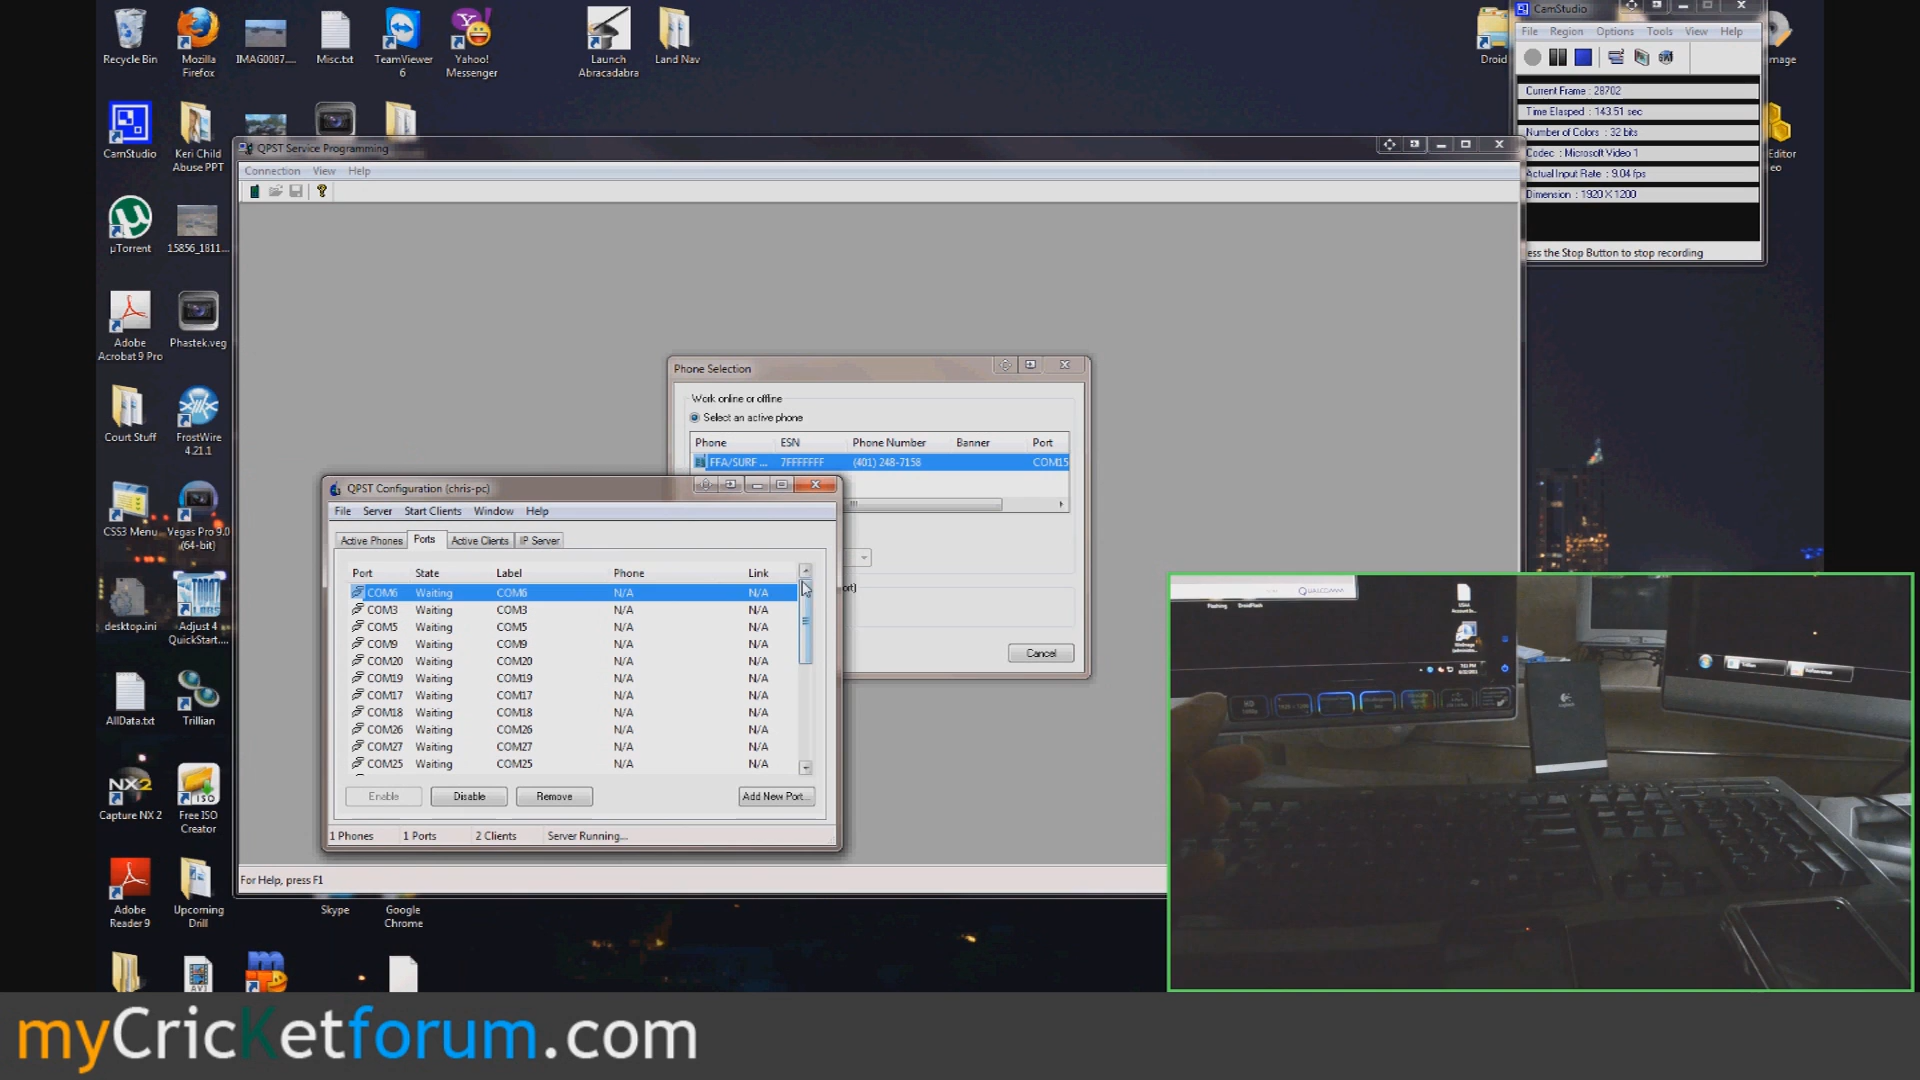 Recycle Bin
Mozilla Firefox
IMAG0087....
Misc.txt
TeamViewer 6
Yahoo! Messenger
Launch Abracadabra
Land Nav
Droid
CamStudio
File Region Options Tools View Help
Current Frame : 28702
Time Elasped : 143.51 sec
Number of Colors : 32 bits
Codec : Microsoft Video 1
Actual Input Rate : 9.04 fps
Dimension : 1920 X 1200
ess the Stop Button to stop recording
mage
Editor
eo
CamStudio
Keri Child Abuse PPT
µTorrent
15856_1811...
Adobe Acrobat 9 Pro
Phastek.veg
Court Stuff
FrostWire 4.21.1
CSS3 Menu
Vegas Pro 9.0 (64-bit)
desktop.ini
Adjust 4 QuickStart....
AllData.txt
Trillian
Capture NX 2
Free ISO Creator
Adobe Reader 9
Upcoming Drill
Skype
Google Chrome
QPST Service Programming
Connection View Help
Phone Selection
Work online or offline
Select an active phone
Phone ESN Phone Number Banner Port
FFA/SURF ... 7FFFFFFF (401) 248-7158 COM15
ort)
Cancel
QPST Configuration (chris-pc)
File Server Start Clients Window Help
Active Phones Ports Active Clients IP Server
Port State Label Phone Link
COM6 Waiting COM6 N/A N/A
COM3 Waiting COM3 N/A N/A
COM5 Waiting COM5 N/A N/A
COM9 Waiting COM9 N/A N/A
COM20 Waiting COM20 N/A N/A
COM19 Waiting COM19 N/A N/A
COM17 Waiting COM17 N/A N/A
COM18 Waiting COM18 N/A N/A
COM26 Waiting COM26 N/A N/A
COM27 Waiting COM27 N/A N/A
COM25 Waiting COM25 N/A N/A
Enable Disable Remove Add New Port...
1 Phones 1 Ports 2 Clients Server Running...
For Help, press F1
QUALCOMM
Flashing
Trillian
Logitech
HD
myCricKetforum.com